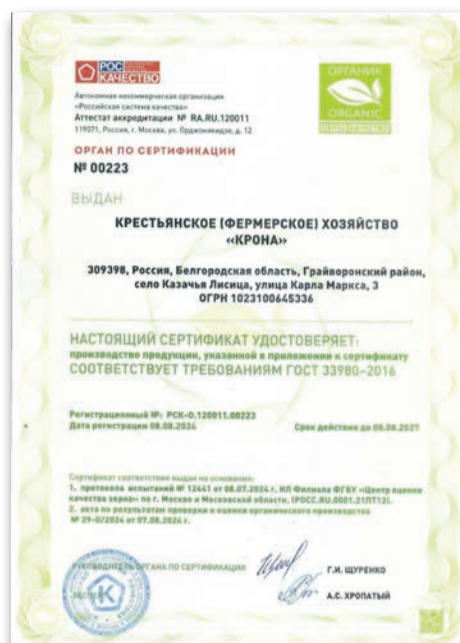 РОС
КАЧЕСТВО
ОРГАНИК
ORGANIC
Автономная некоммерческая организация
«Российская система качества»
Аттестат аккредитации № RA.RU.120011
119071, Россия, г. Москва, ул. Орджоникидзе, д. 12
ОРГАН ПО СЕРТИФИКАЦИИ
№ 00223
ВЫДАН
КРЕСТЬЯНСКОЕ (ФЕРМЕРСКОЕ) ХОЗЯЙСТВО
«КРОНА»
309398, Россия, Белгородская область, Грайворонский район,
село Казачья Лисица, улица Карла Маркса, 3
ОГРН 1023100645336
НАСТОЯЩИЙ СЕРТИФИКАТ УДОСТОВЕРЯЕТ:
производство продукции, указанной в приложении к сертификату
СООТВЕТСТВУЕТ ТРЕБОВАНИЯМ ГОСТ 33980–2016
Регистрационный №: РСК-О.120011.00223
Дата регистрации 08.08.2024
Срок действия до 08.08.2027
Сертификат соответствия выдан на основании:
1. протокола испытаний № 12441 от 08.07.2024 г. ИЛ Филиала ФГБУ «Центр оценки
качества зерна» по г. Москве и Московской области, (РОСС.RU.0001.21ПТ12).
2. акта по результатам проверки и оценки органического производства
№ 29-О/2024 от 07.08.2024 г.
РУКОВОДИТЕЛЬ ОРГАНА ПО СЕРТИФИКАЦИИ
Г.И. ЩУРЕНКО
ЭКСПЕРТ
А.С. ХРОПАТЫЙ